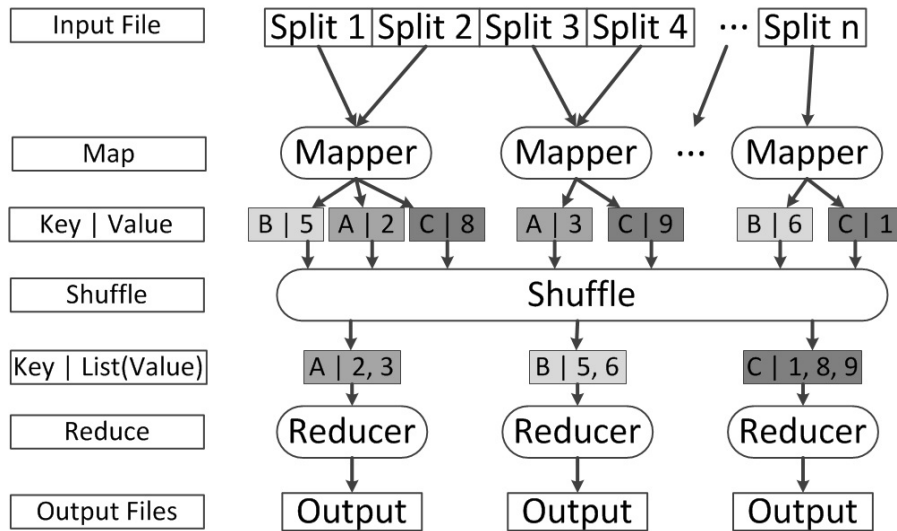 Input File
Split 1 Split 2 Split 3 Split 4 ... Split n
Map
Mapper Mapper ... Mapper
Key | Value
B | 5 A | 2 C | 8 A | 3 C | 9 B | 6 C | 1
Shuffle
Shuffle
Key | List(Value)
A | 2, 3 B | 5, 6 C | 1, 8, 9
Reduce
Reducer Reducer Reducer
Output Files
Output Output Output